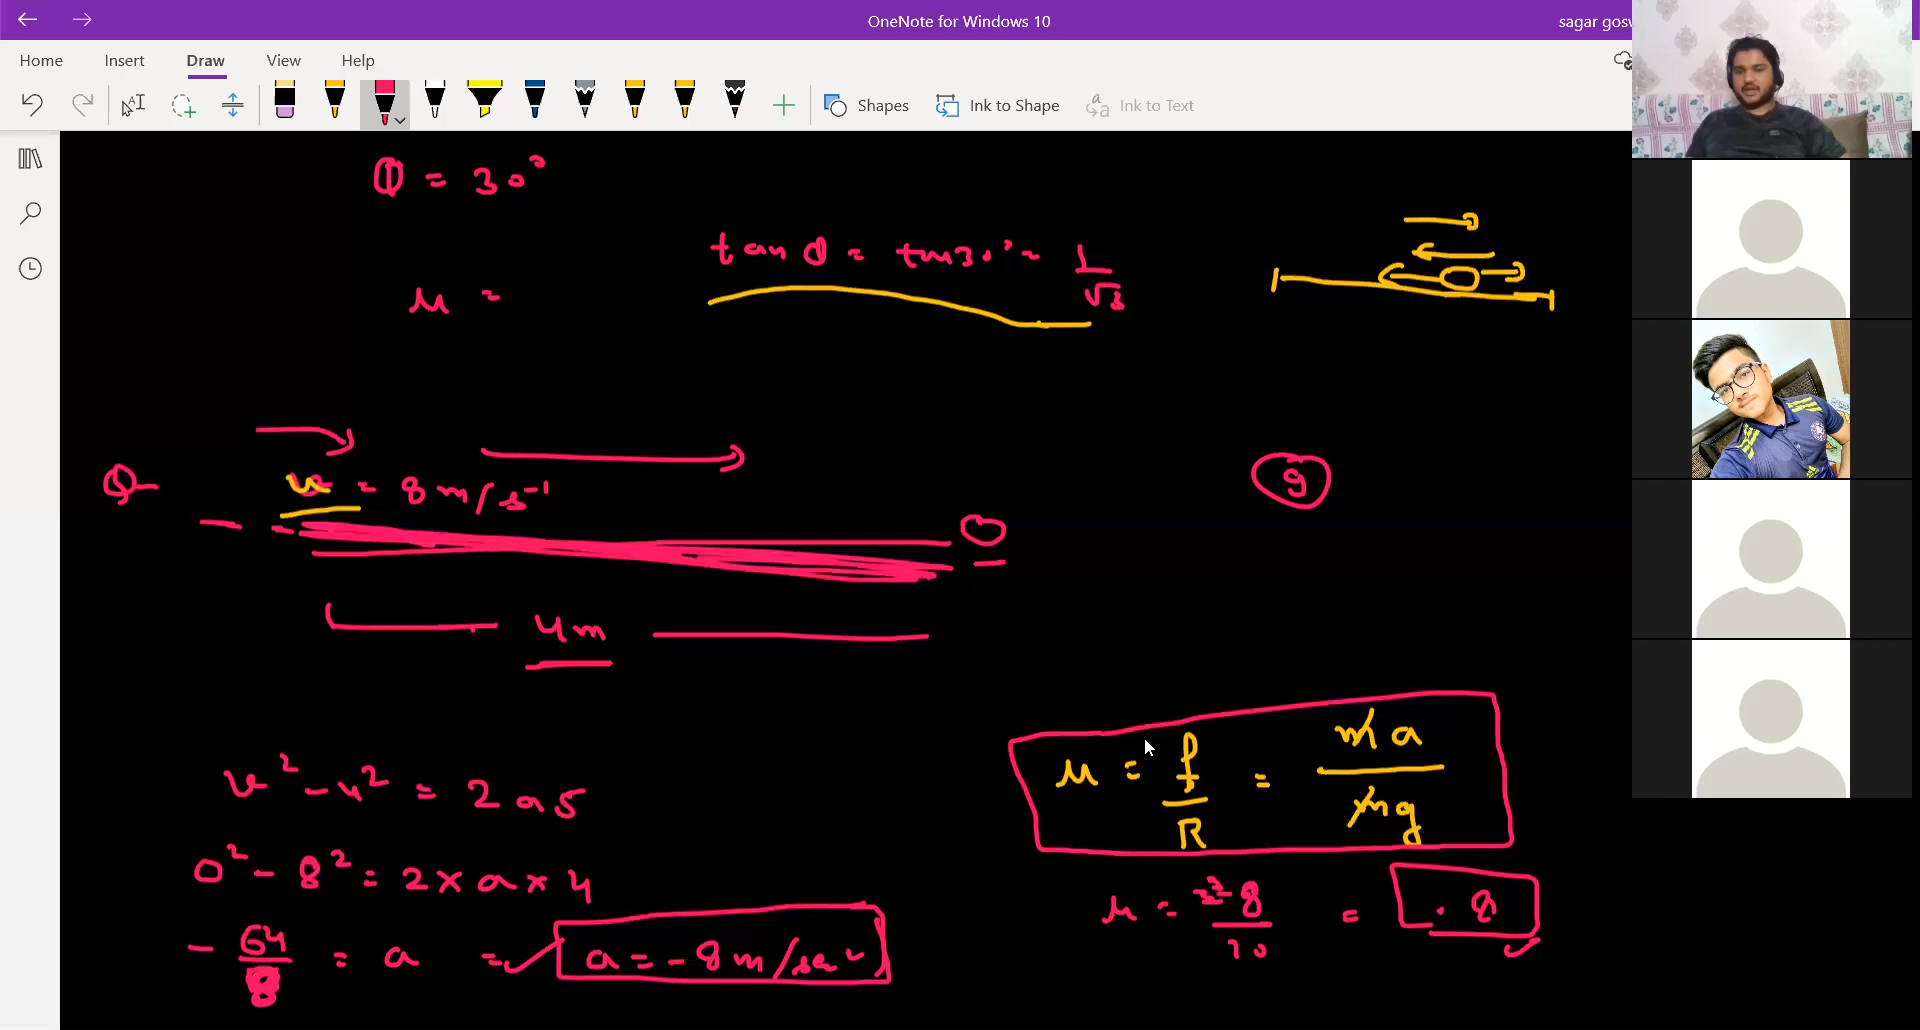 OneNote for Windows 10
sagar gosw
Home Insert Draw View Help
Shapes Ink to Shape Ink to Text
θ = 30°
tan θ = tan30° = 1/√3
μ =
Q-
u = 8 m/s⁻¹
g
4m
μ = f/R = ma/mg
v² - u² = 2as
0² - 8² = 2 × a × 4
μ = 8/10 = .8
- 64/8 = a = a = - 8 m/sec²